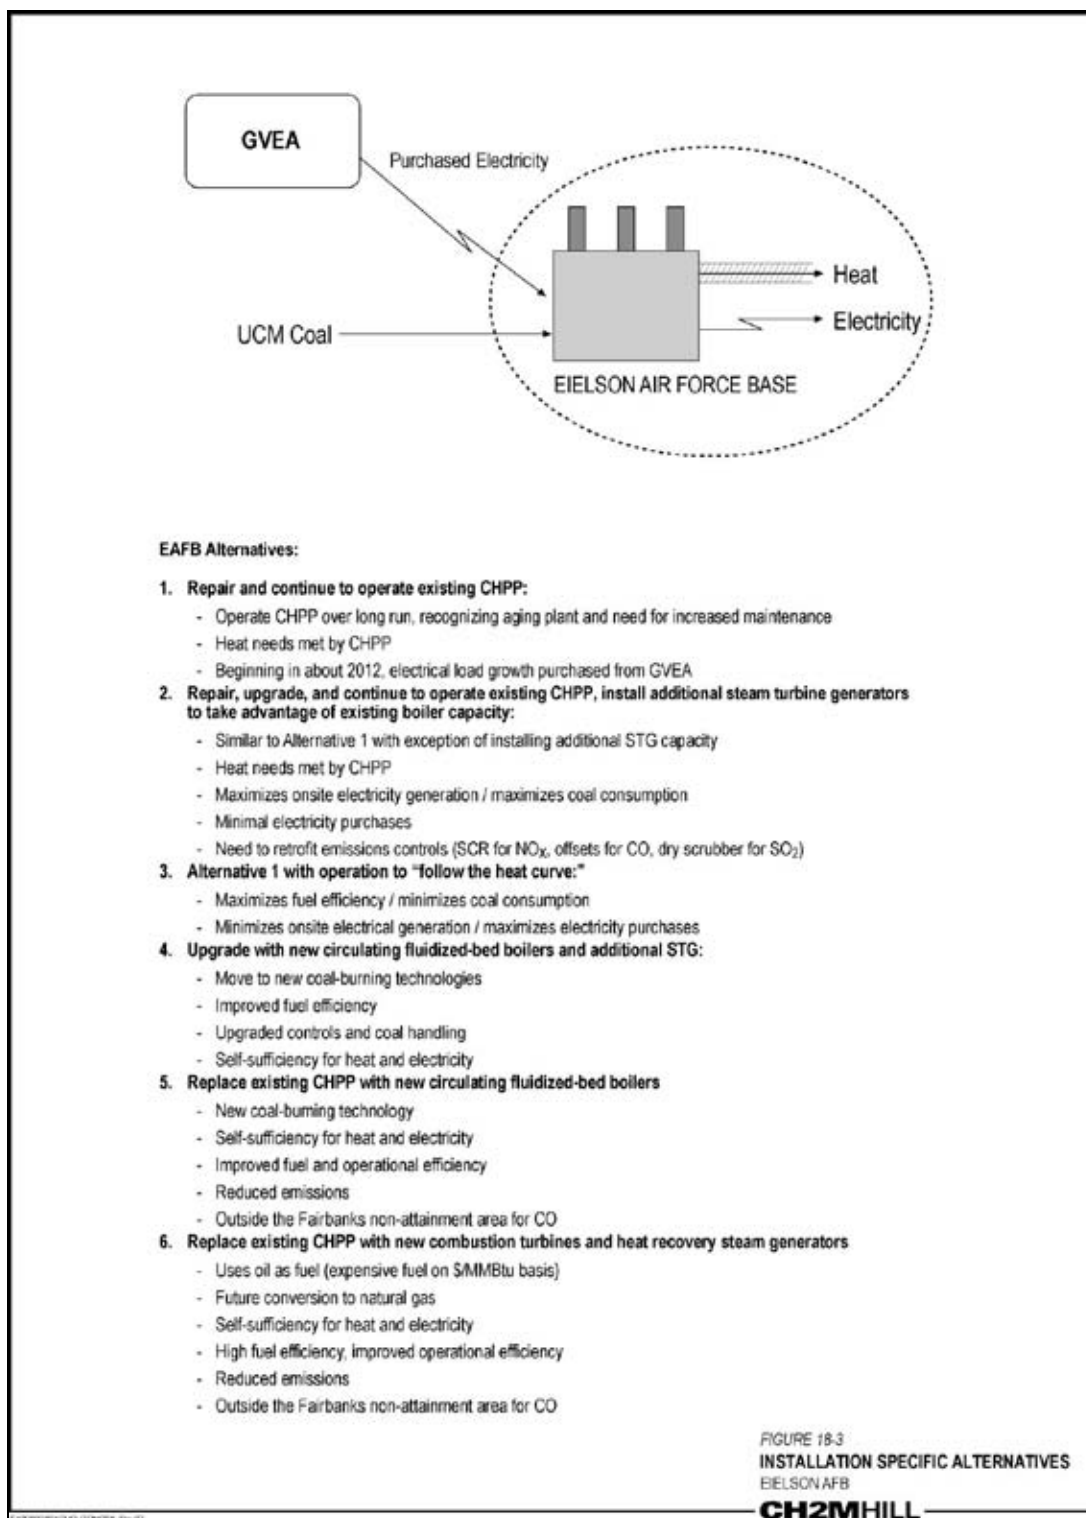 GVEA
Purchased Electricity
Heat
UCM Coal
Electricity
EIELSON AIR FORCE BASE
EAFB Alternatives:
1. Repair and continue to operate existing CHPP:
- Operate CHPP over long run, recognizing aging plant and need for increased maintenance
- Heat needs met by CHPP
- Beginning in about 2012, electrical load growth purchased from GVEA
2. Repair, upgrade, and continue to operate existing CHPP, install additional steam turbine generators
to take advantage of existing boiler capacity:
- Similar to Alternative 1 with exception of installing additional STG capacity
- Heat needs met by CHPP
- Maximizes onsite electricity generation / maximizes coal consumption
- Minimal electricity purchases
- Need to retrofit emissions controls (SCR for NOX, offsets for CO, dry scrubber for SO2)
3. Alternative 1 with operation to "follow the heat curve:"
- Maximizes fuel efficiency / minimizes coal consumption
- Minimizes onsite electrical generation / maximizes electricity purchases
4. Upgrade with new circulating fluidized-bed boilers and additional STG:
- Move to new coal-burning technologies
- Improved fuel efficiency
- Upgraded controls and coal handling
- Self-sufficiency for heat and electricity
5. Replace existing CHPP with new circulating fluidized-bed boilers
- New coal-burning technology
- Self-sufficiency for heat and electricity
- Improved fuel and operational efficiency
- Reduced emissions
- Outside the Fairbanks non-attainment area for CO
6. Replace existing CHPP with new combustion turbines and heat recovery steam generators
- Uses oil as fuel (expensive fuel on $/MMBtu basis)
- Future conversion to natural gas
- Self-sufficiency for heat and electricity
- High fuel efficiency, improved operational efficiency
- Reduced emissions
- Outside the Fairbanks non-attainment area for CO
FIGURE 18-3
INSTALLATION SPECIFIC ALTERNATIVES
EIELSON AFB
CH2MHILL